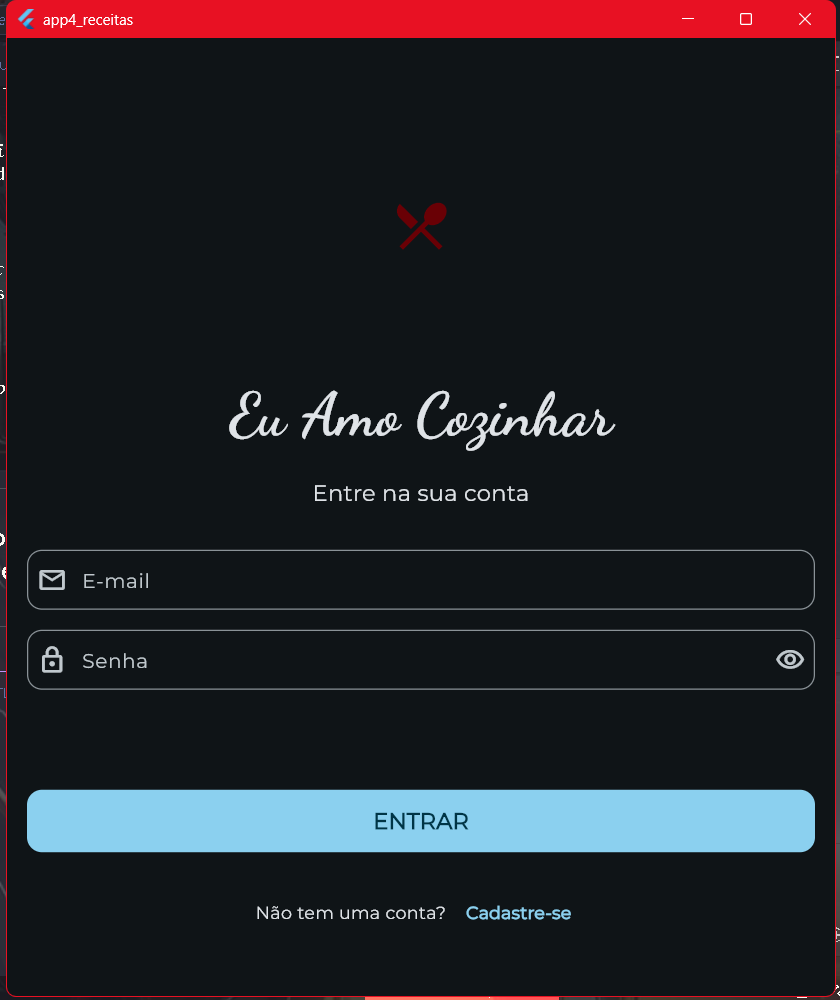 app4_receitas
Eu Amo Cozinhar
Entre na sua conta
E-mail
Senha
ENTRAR
Não tem uma conta? Cadastre-se